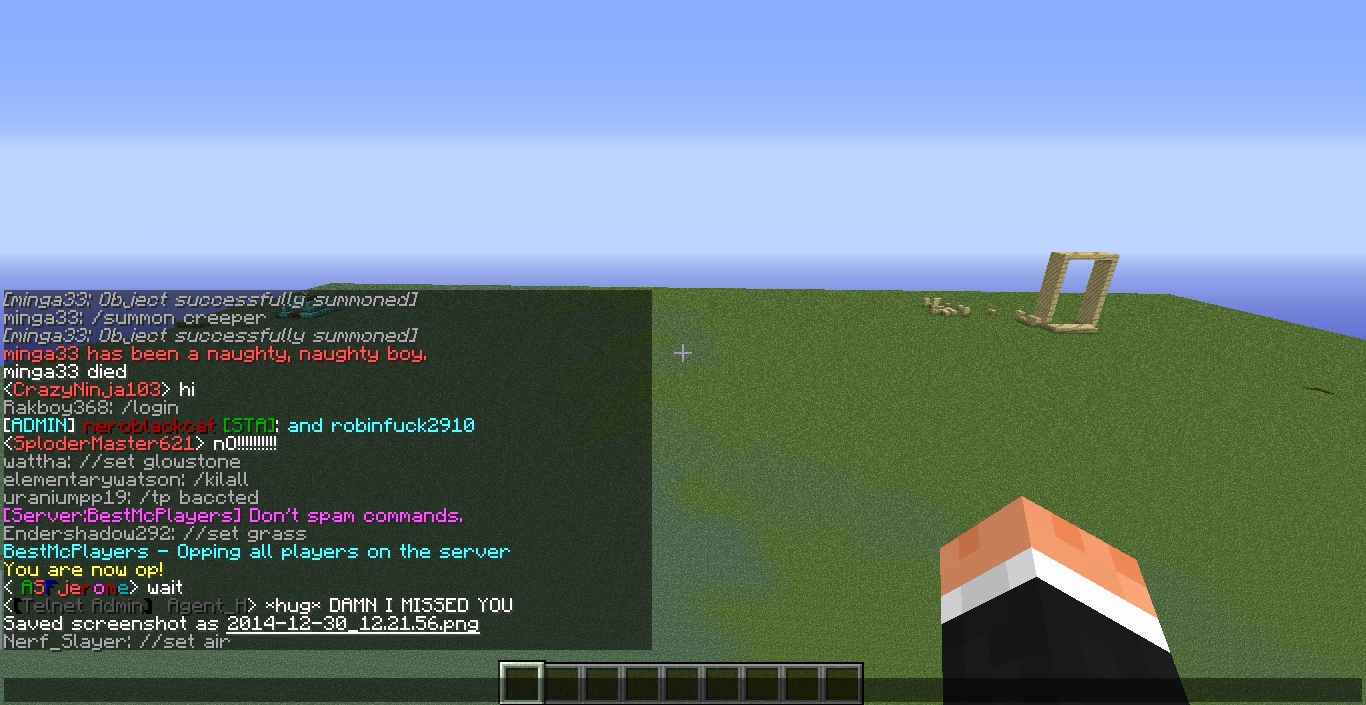 [minga33: Object successfully summoned]
minga33: /summon creeper
[minga33: Object successfully summoned]
minga33 has been a naughty, naughty boy.
minga33 died
<CrazyNinja103> hi
Rakboy368: /login
[ADMIN] neroblackcat [STA]: and robinfuck2910
<SploderMaster621> nO!!!!!!!!!
wattha: //set glowstone
elementarywatson: /kilall
uraniumpp19: /tp baccted
[Server:BestMcPlayers] Don't spam commands.
Endershadow292: //set grass
BestMcPlayers - Opping all players on the server
You are now op!
< ASFjerome> wait
<[Telnet Admin] Agent_H> *hug* DAMN I MISSED YOU
Saved screenshot as 2014-12-30_12.21.56.png
Nerf_Slayer: //set air